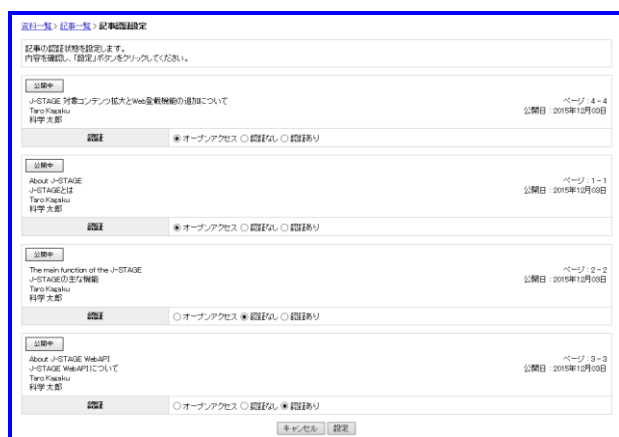 資料一覧 > 記事一覧 > 記事認証設定
記事の認証状態を設定します。
内容を確認し、「設定」ボタンをクリックしてください。
公開中
J-STAGE 対象コンテンツ拡大とWeb登載機能の追加について ページ : 4 - 4
Taro Kagaku 公開日 : 2015年12月03日
科学 太郎
認証 ◉オープンアクセス ○認証なし ○認証あり
公開中
About J-STAGE ページ : 1 - 1
J-STAGEとは 公開日 : 2015年12月03日
Taro Kagaku
科学 太郎
認証 ◉オープンアクセス ○認証なし ○認証あり
公開中
The main function of the J-STAGE ページ : 2 - 2
J-STAGEの主な機能 公開日 : 2015年12月03日
Taro Kagaku
科学 太郎
認証 ○オープンアクセス ◉認証なし ○認証あり
公開中
About J-STAGE WebAPI ページ : 3 - 3
J-STAGE WebAPIについて 公開日 : 2015年12月03日
Taro Kagaku
科学 太郎
認証 ○オープンアクセス ○認証なし ◉認証あり
キャンセル 設定